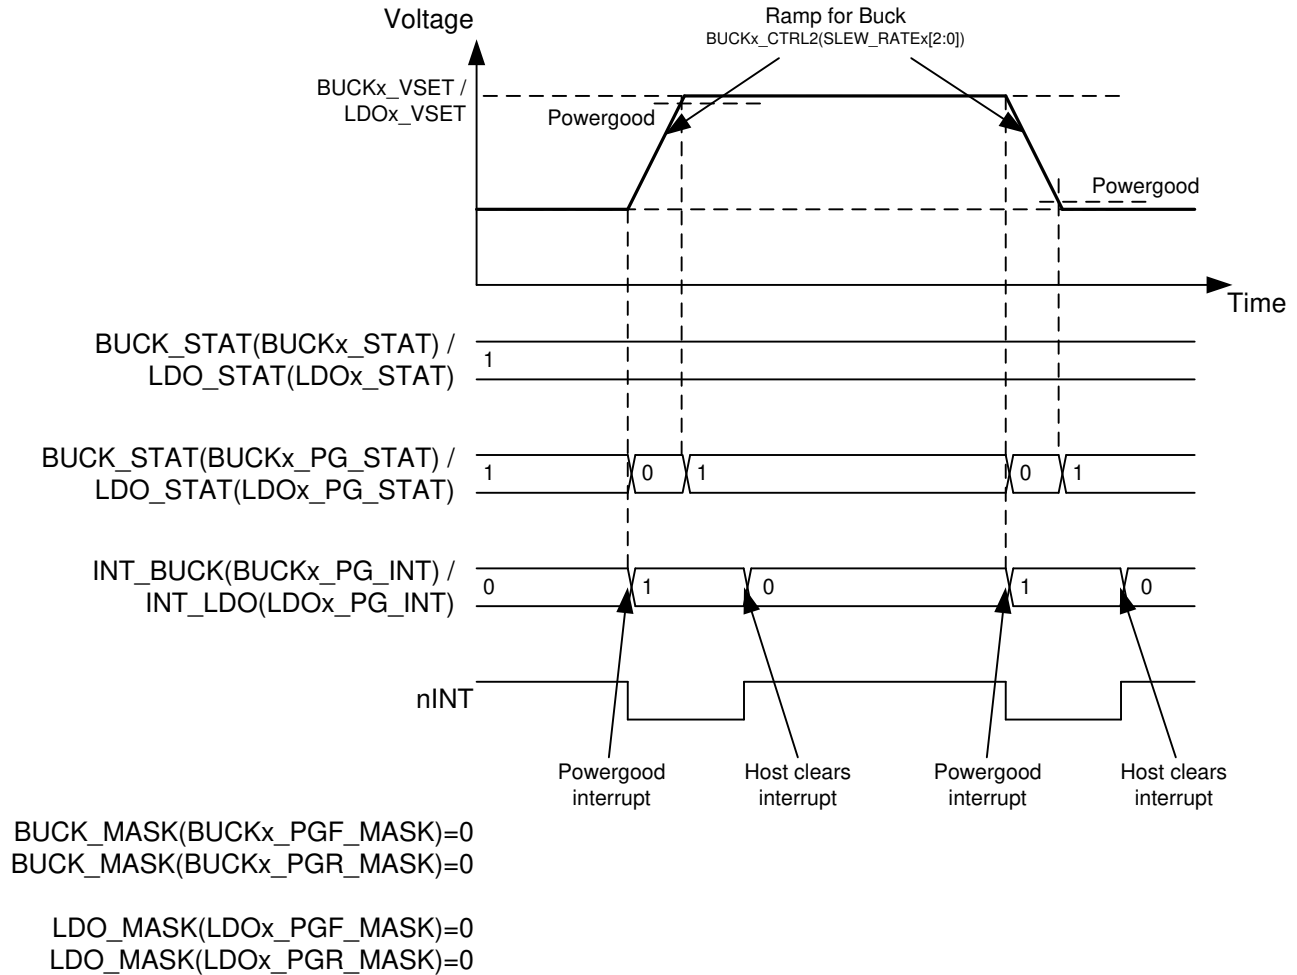 Voltage
Ramp for Buck
BUCKx_CTRL2(SLEW_RATEx[2:0])
BUCKx_VSET /
LDOx_VSET
Powergood
Powergood
Time
BUCK_STAT(BUCKx_STAT) /
LDO_STAT(LDOx_STAT)
1
BUCK_STAT(BUCKx_PG_STAT) /
LDO_STAT(LDOx_PG_STAT)
1 0 1 0 1
INT_BUCK(BUCKx_PG_INT) /
INT_LDO(LDOx_PG_INT)
0 1 0 1 0
nINT
Powergood
interrupt
Host clears
interrupt
Powergood
interrupt
Host clears
interrupt
BUCK_MASK(BUCKx_PGF_MASK)=0
BUCK_MASK(BUCKx_PGR_MASK)=0
LDO_MASK(LDOx_PGF_MASK)=0
LDO_MASK(LDOx_PGR_MASK)=0